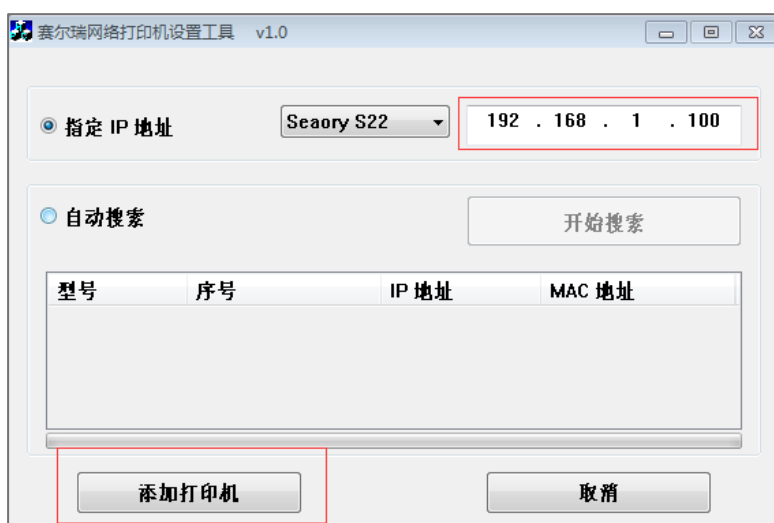 赛尔瑞网络打印机设置工具 v1.0
指定 IP 地址 Seaory S22 192 . 168 . 1 . 100
自动搜索 开始搜索
型号 序号 IP 地址 MAC 地址
添加打印机 取消